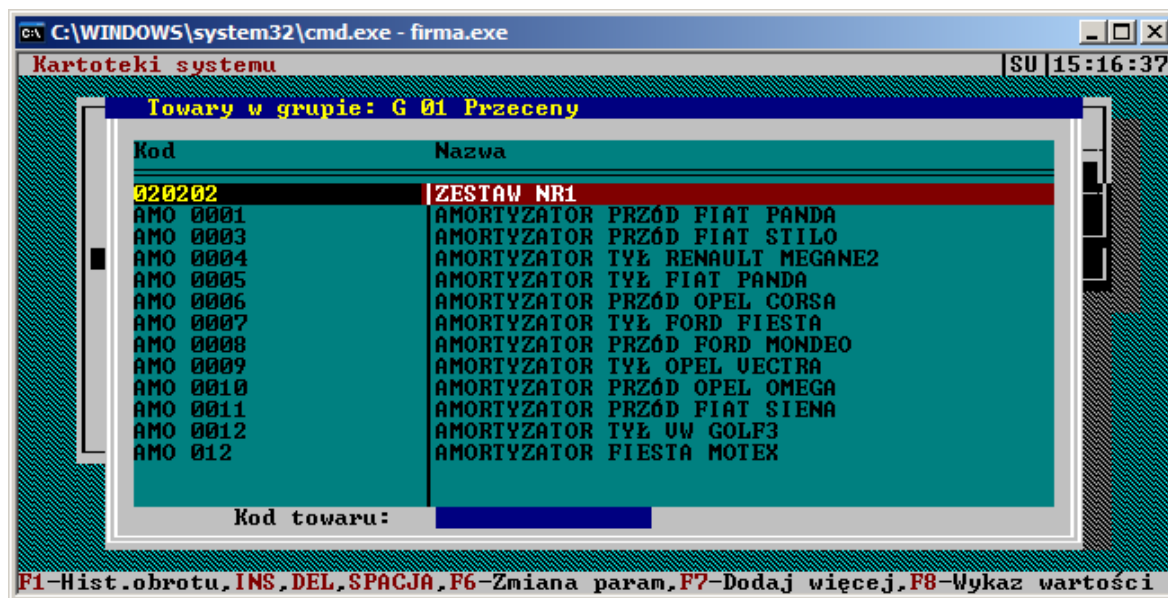 C:\WINDOWS\system32\cmd.exe - firma.exe
Kartoteki systemu |SU|15:16:37
Towary w grupie: G 01 Przeceny
Kod Nazwa
020202 ZESTAW NR1
AMO 0001 AMORTYZATOR PRZÓD FIAT PANDA
AMO 0003 AMORTYZATOR PRZÓD FIAT STILO
AMO 0004 AMORTYZATOR TYŁ RENAULT MEGANE2
AMO 0005 AMORTYZATOR TYŁ FIAT PANDA
AMO 0006 AMORTYZATOR PRZÓD OPEL CORSA
AMO 0007 AMORTYZATOR TYŁ FORD FIESTA
AMO 0008 AMORTYZATOR PRZÓD FORD MONDEO
AMO 0009 AMORTYZATOR TYŁ OPEL VECTRA
AMO 0010 AMORTYZATOR PRZÓD OPEL OMEGA
AMO 0011 AMORTYZATOR PRZÓD FIAT SIENA
AMO 0012 AMORTYZATOR TYŁ VW GOLF3
AMO 012 AMORTYZATOR FIESTA MOTEX
Kod towaru:
F1-Hist.obrotu,INS,DEL,SPACJA,F6-Zmiana param,F7-Dodaj więcej,F8-Wykaz wartości